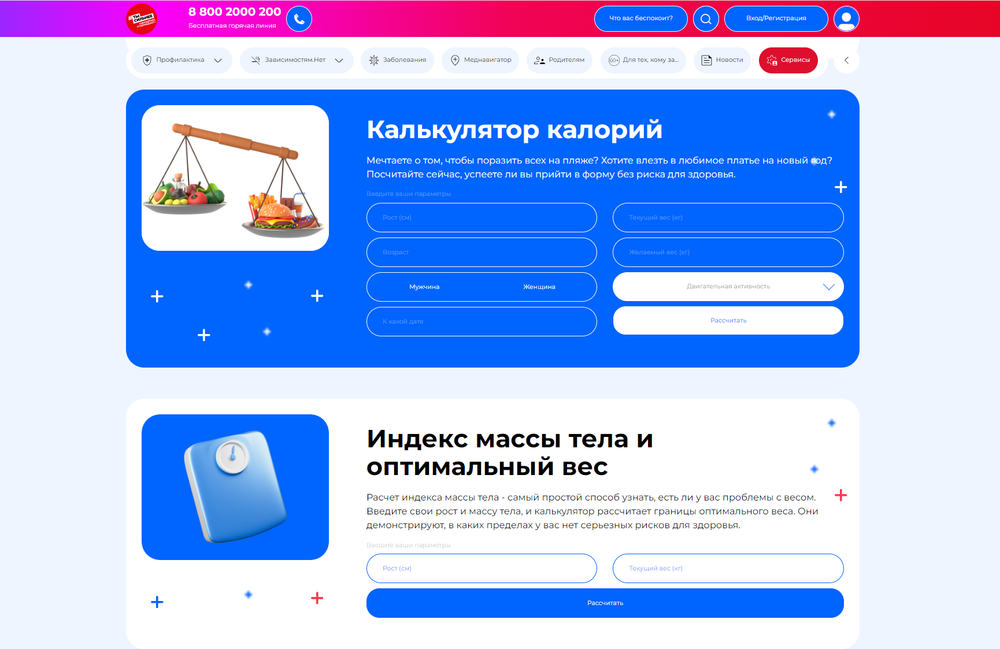 #ТЫ СИЛЬНЕЕ
МИНЗДРАВ УТВЕРЖДАЕТ!
8 800 2000 200
Бесплатная горячая линия
Что вас беспокоит?
Вход/Регистрация
Профилактика
Зависимостям.Нет
Заболевания
Меднавигатор
Родителям
60+
Для тех, кому за...
Новости
Сервисы
Калькулятор калорий
Мечтаете о том, чтобы поразить всех на пляже? Хотите влезть в любимое платье на новый год?
Посчитайте сейчас, успеете ли вы прийти в форму без риска для здоровья.
Введите ваши параметры
Рост (см)
Текущий вес (кг)
Возраст
Желаемый вес (кг)
Мужчина
Женщина
Двигательная активность
К какой дате
Рассчитать
Индекс массы тела и
оптимальный вес
Расчет индекса массы тела - самый простой способ узнать, есть ли у вас проблемы с весом.
Введите свои рост и массу тела, и калькулятор рассчитает границы оптимального веса. Они
демонстрируют, в каких пределах у вас нет серьезных рисков для здоровья.
Введите ваши параметры
Рост (см)
Текущий вес (кг)
Рассчитать